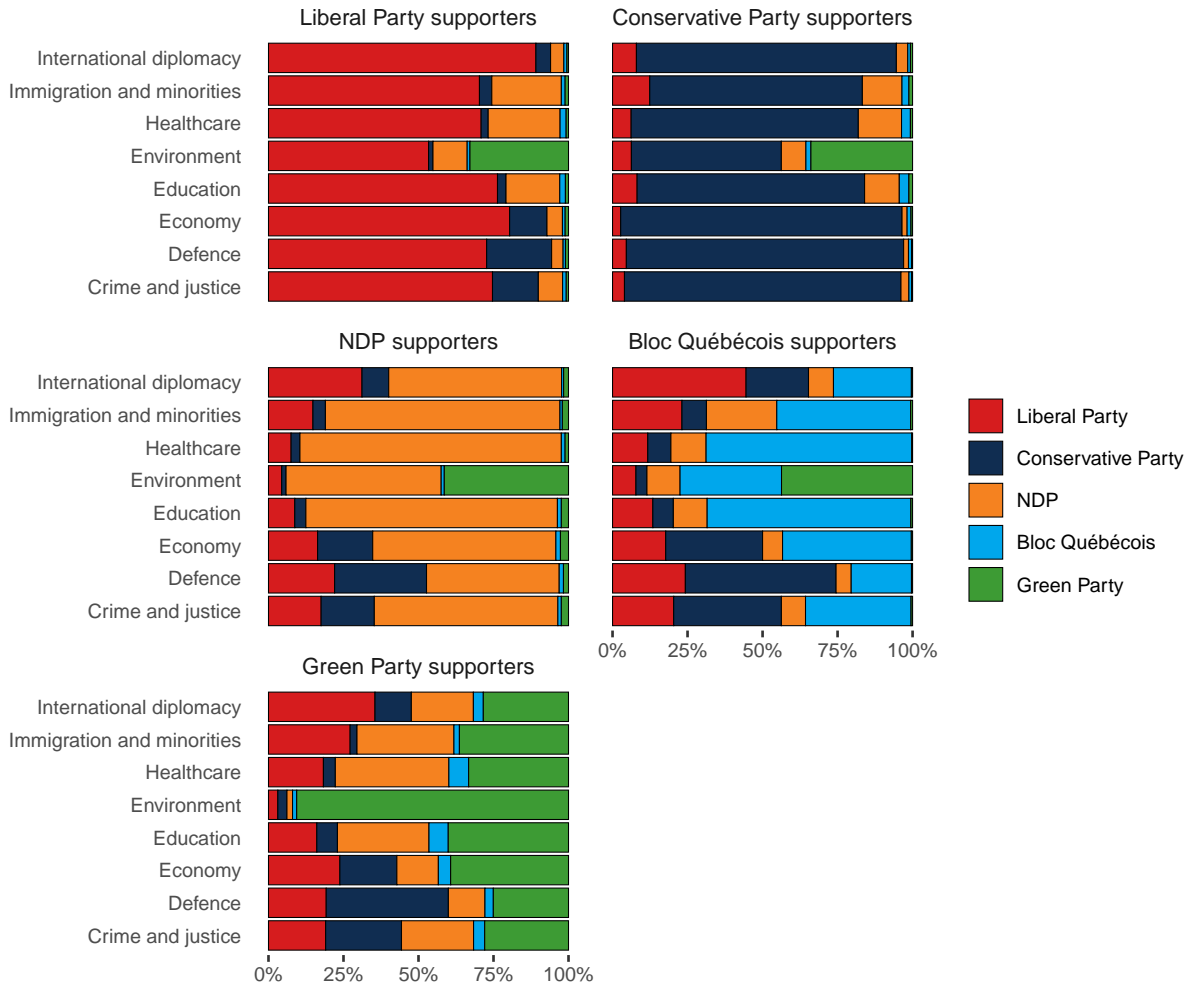 Liberal Party supporters
Conservative Party supporters
International diplomacy
Immigration and minorities
Healthcare
Environment
Education
Economy
Defence
Crime and justice
NDP supporters
Bloc Québécois supporters
International diplomacy
Immigration and minorities
Healthcare
Environment
Education
Economy
Defence
Crime and justice
0% 25% 50% 75% 100%
Liberal Party
Conservative Party
NDP
Bloc Québécois
Green Party
Green Party supporters
International diplomacy
Immigration and minorities
Healthcare
Environment
Education
Economy
Defence
Crime and justice
0% 25% 50% 75% 100%